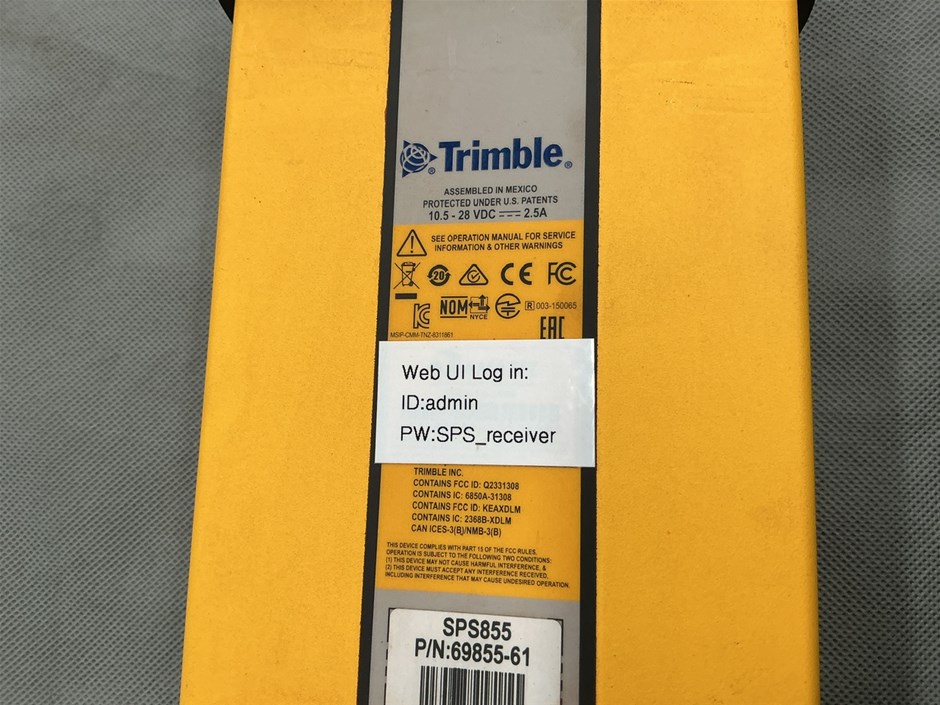 Trimble
ASSEMBLED IN MEXICO
PROTECTED UNDER U.S. PATENTS
10.5 - 28 VDC 2.5A
SEE OPERATION MANUAL FOR SERVICE
INFORMATION & OTHER WARNINGS
20 CE FC
NOM NYCE R 003-150065
KC EAC
MSIP-CMM-TNZ-8311861
Web UI Log in:
ID:admin
PW:SPS_receiver
TRIMBLE INC.
CONTAINS FCC ID: Q2331308
CONTAINS IC: 6850A-31308
CONTAINS FCC ID: KEAXDLM
CONTAINS IC: 2368B-XDLM
CAN ICES-3(B)/NMB-3(B)
THIS DEVICE COMPLIES WITH PART 15 OF THE FCC RULES.
OPERATION IS SUBJECT TO THE FOLLOWING TWO CONDITIONS:
(1) THIS DEVICE MAY NOT CAUSE HARMFUL INTERFERENCE, &
(2) THIS DEVICE MUST ACCEPT ANY INTERFERENCE RECEIVED,
INCLUDING INTERFERENCE THAT MAY CAUSE UNDESIRED OPERATION.
SPS855
P/N:69855-61